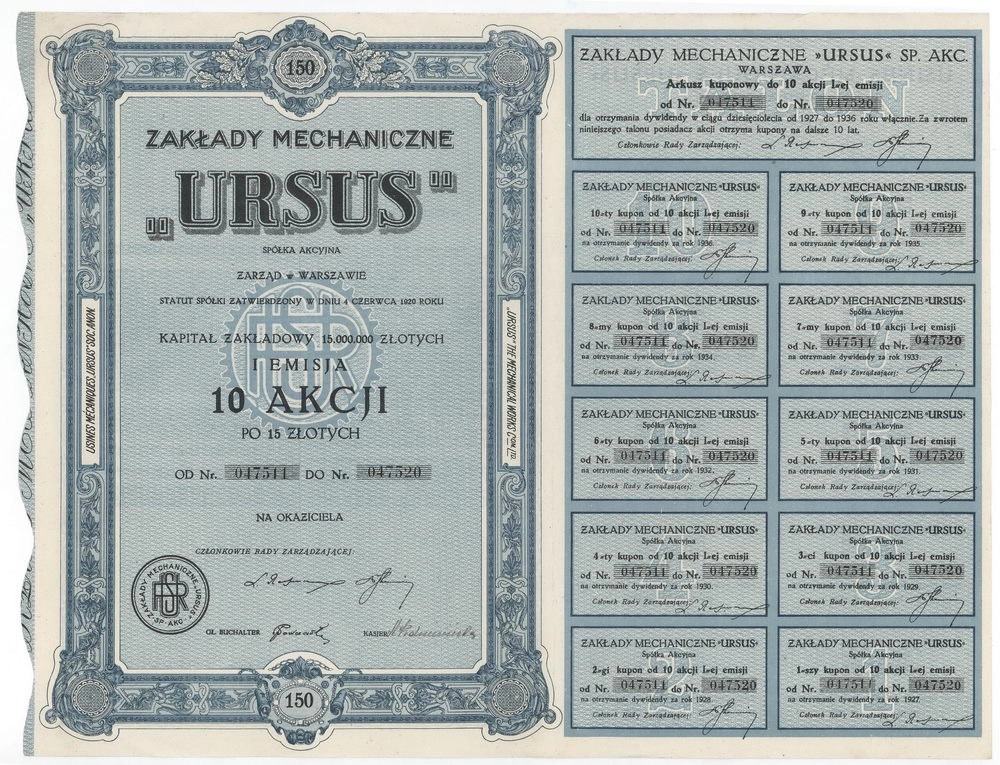 150
ZAKŁADY MECHANICZNE
„URSUS"
SPÓŁKA AKCYJNA
ZARZĄD w WARSZAWIE
STATUT SPÓŁKI ZATWIERDZONY W DNIU 4 CZERWCA 1920 ROKU
KAPITAŁ ZAKŁADOWY 15.000.000 ZŁOTYCH
I EMISJA
10 AKCJI
PO 15 ZŁOTYCH
OD Nr. 047511 DO Nr. 047520
NA OKAZICIELA
CZŁONKOWIE RADY ZARZĄDZAJĄCEJ:
ZAKŁADY MECHANICZNE „URSUS" SP. AKC.
GŁ. BUCHALTER
KASJER
150
USINES MÉCANIQUES „URSUS" SOC. ANON.
„URSUS" THE MECHANICAL WORKS COM. LTD.
ZAKŁADY MECHANICZNE »URSUS« SP. AKC.
WARSZAWA
Arkusz kuponowy do 10 akcji I-ej emisji
od Nr. 047511 do Nr. 047520
dla otrzymania dywidendy w ciągu dziesięciolecia od 1927 do 1936 roku włącznie. Za zwrotem
niniejszego talonu posiadacz akcji otrzyma kupony na dalsze 10 lat.
Członkowie Rady Zarządzającej:
ZAKŁADY MECHANICZNE »URSUS«
Spółka Akcyjna
10-ty kupon od 10 akcji I-ej emisji
od Nr. 047511 do Nr. 047520
na otrzymanie dywidendy za rok 1936.
Członek Rady Zarządzającej:
ZAKŁADY MECHANICZNE »URSUS«
Spółka Akcyjna
9-ty kupon od 10 akcji I-ej emisji
od Nr. 047511 do Nr. 047520
na otrzymanie dywidendy za rok 1935.
Członek Rady Zarządzającej:
ZAKŁADY MECHANICZNE »URSUS«
Spółka Akcyjna
8-my kupon od 10 akcji I-ej emisji
od Nr. 047511 do Nr. 047520
na otrzymanie dywidendy za rok 1934.
Członek Rady Zarządzającej:
ZAKŁADY MECHANICZNE »URSUS«
Spółka Akcyjna
7-my kupon od 10 akcji I-ej emisji
od Nr. 047511 do Nr. 047520
na otrzymanie dywidendy za rok 1933.
Członek Rady Zarządzającej:
ZAKŁADY MECHANICZNE »URSUS«
Spółka Akcyjna
6-ty kupon od 10 akcji I-ej emisji
od Nr. 047511 do Nr. 047520
na otrzymanie dywidendy za rok 1932.
Członek Rady Zarządzającej:
ZAKŁADY MECHANICZNE »URSUS«
Spółka Akcyjna
5-ty kupon od 10 akcji I-ej emisji
od Nr. 047511 do Nr. 047520
na otrzymanie dywidendy za rok 1931.
Członek Rady Zarządzającej:
ZAKŁADY MECHANICZNE »URSUS«
Spółka Akcyjna
4-ty kupon od 10 akcji I-ej emisji
od Nr. 047511 do Nr. 047520
na otrzymanie dywidendy za rok 1930.
Członek Rady Zarządzającej:
ZAKŁADY MECHANICZNE »URSUS«
Spółka Akcyjna
3-ci kupon od 10 akcji I-ej emisji
od Nr. 047511 do Nr. 047520
na otrzymanie dywidendy za rok 1929.
Członek Rady Zarządzającej:
ZAKŁADY MECHANICZNE »URSUS«
Spółka Akcyjna
2-gi kupon od 10 akcji I-ej emisji
od Nr. 047511 do Nr. 047520
na otrzymanie dywidendy za rok 1928.
Członek Rady Zarządzającej:
ZAKŁADY MECHANICZNE »URSUS«
Spółka Akcyjna
1-szy kupon od 10 akcji I-ej emisji
od Nr. 047511 do Nr. 047520
na otrzymanie dywidendy za rok 1927.
Członek Rady Zarządzającej: